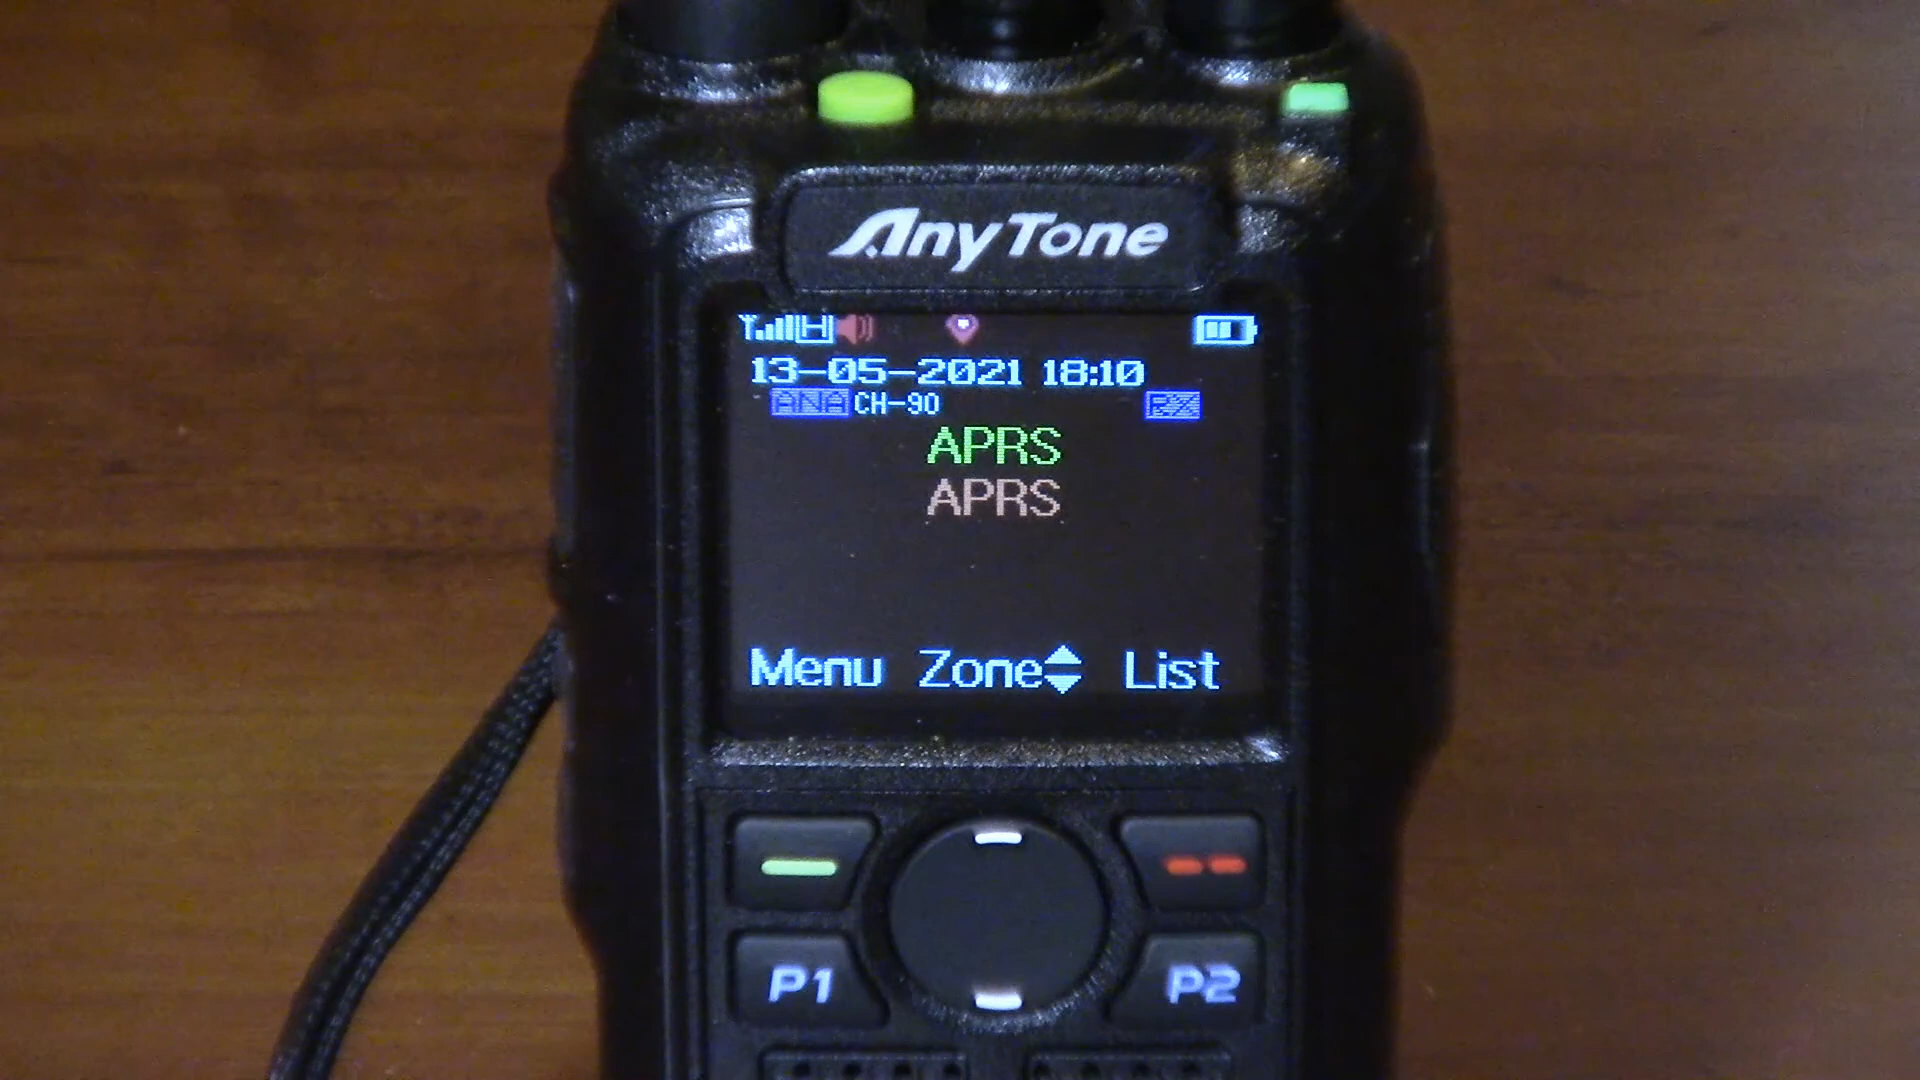 AnyTone
H
13-05-2021 18:10
ANA CH-90
APRS
APRS
Menu Zone List
P1 P2